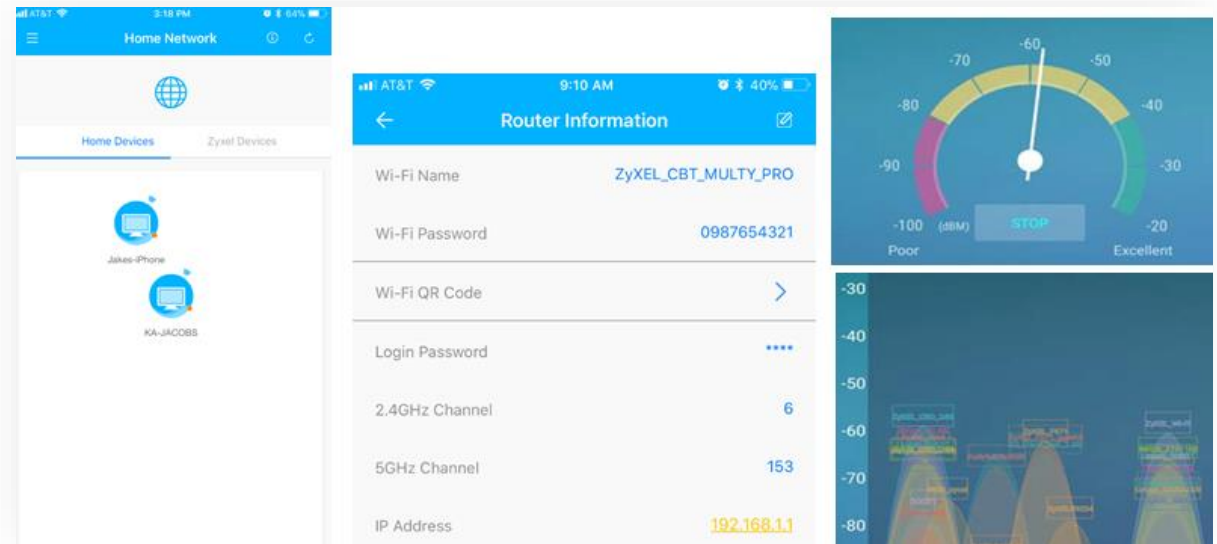 AT&T 3:18 PM 64%
Home Network
Home Devices Zyxel Devices
Jakes-iPhone
KA-JACOBS
AT&T 9:10 AM 40%
Router Information
Wi-Fi Name ZyXEL_CBT_MULTY_PRO
Wi-Fi Password 0987654321
Wi-Fi QR Code
Login Password ••••
2.4GHz Channel 6
5GHz Channel 153
IP Address 192.168.1.1
-60
-70 -50
-80 -40
-90 -30
-100 (dBM) STOP -20
Poor Excellent
-30
-40
-50
-60
-70
-80